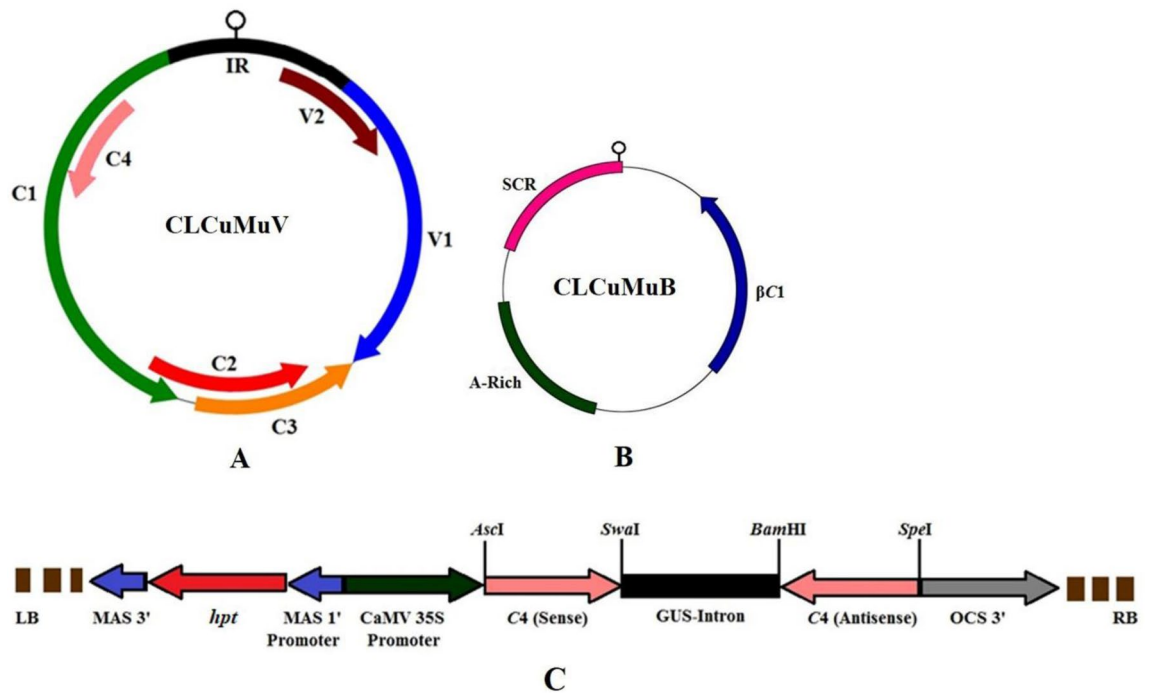 IR
V2
C4
C1
CLCuMuV
V1
C2
C3
A
SCR
CLCuMuB
βC1
A-Rich
B
AscI SwaI BamHI SpeI
LB MAS 3' hpt MAS 1' Promoter CaMV 35S Promoter C4 (Sense) GUS-Intron C4 (Antisense) OCS 3' RB
C